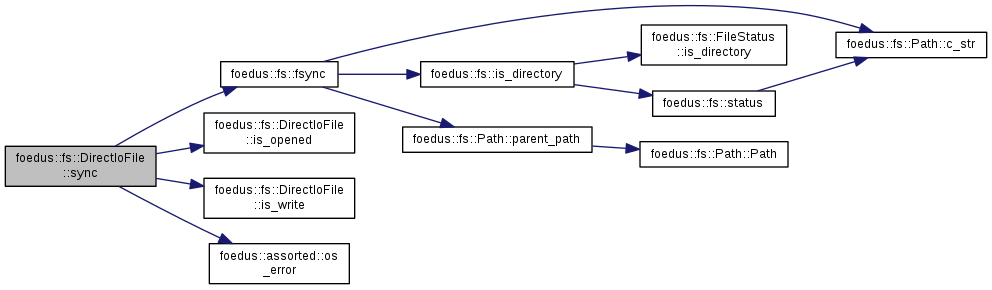 foedus::fs::DirectIoFile
::sync
foedus::fs::fsync
foedus::fs::DirectIoFile
::is_opened
foedus::fs::DirectIoFile
::is_write
foedus::assorted::os
_error
foedus::fs::is_directory
foedus::fs::Path::parent_path
foedus::fs::FileStatus
::is_directory
foedus::fs::status
foedus::fs::Path::Path
foedus::fs::Path::c_str